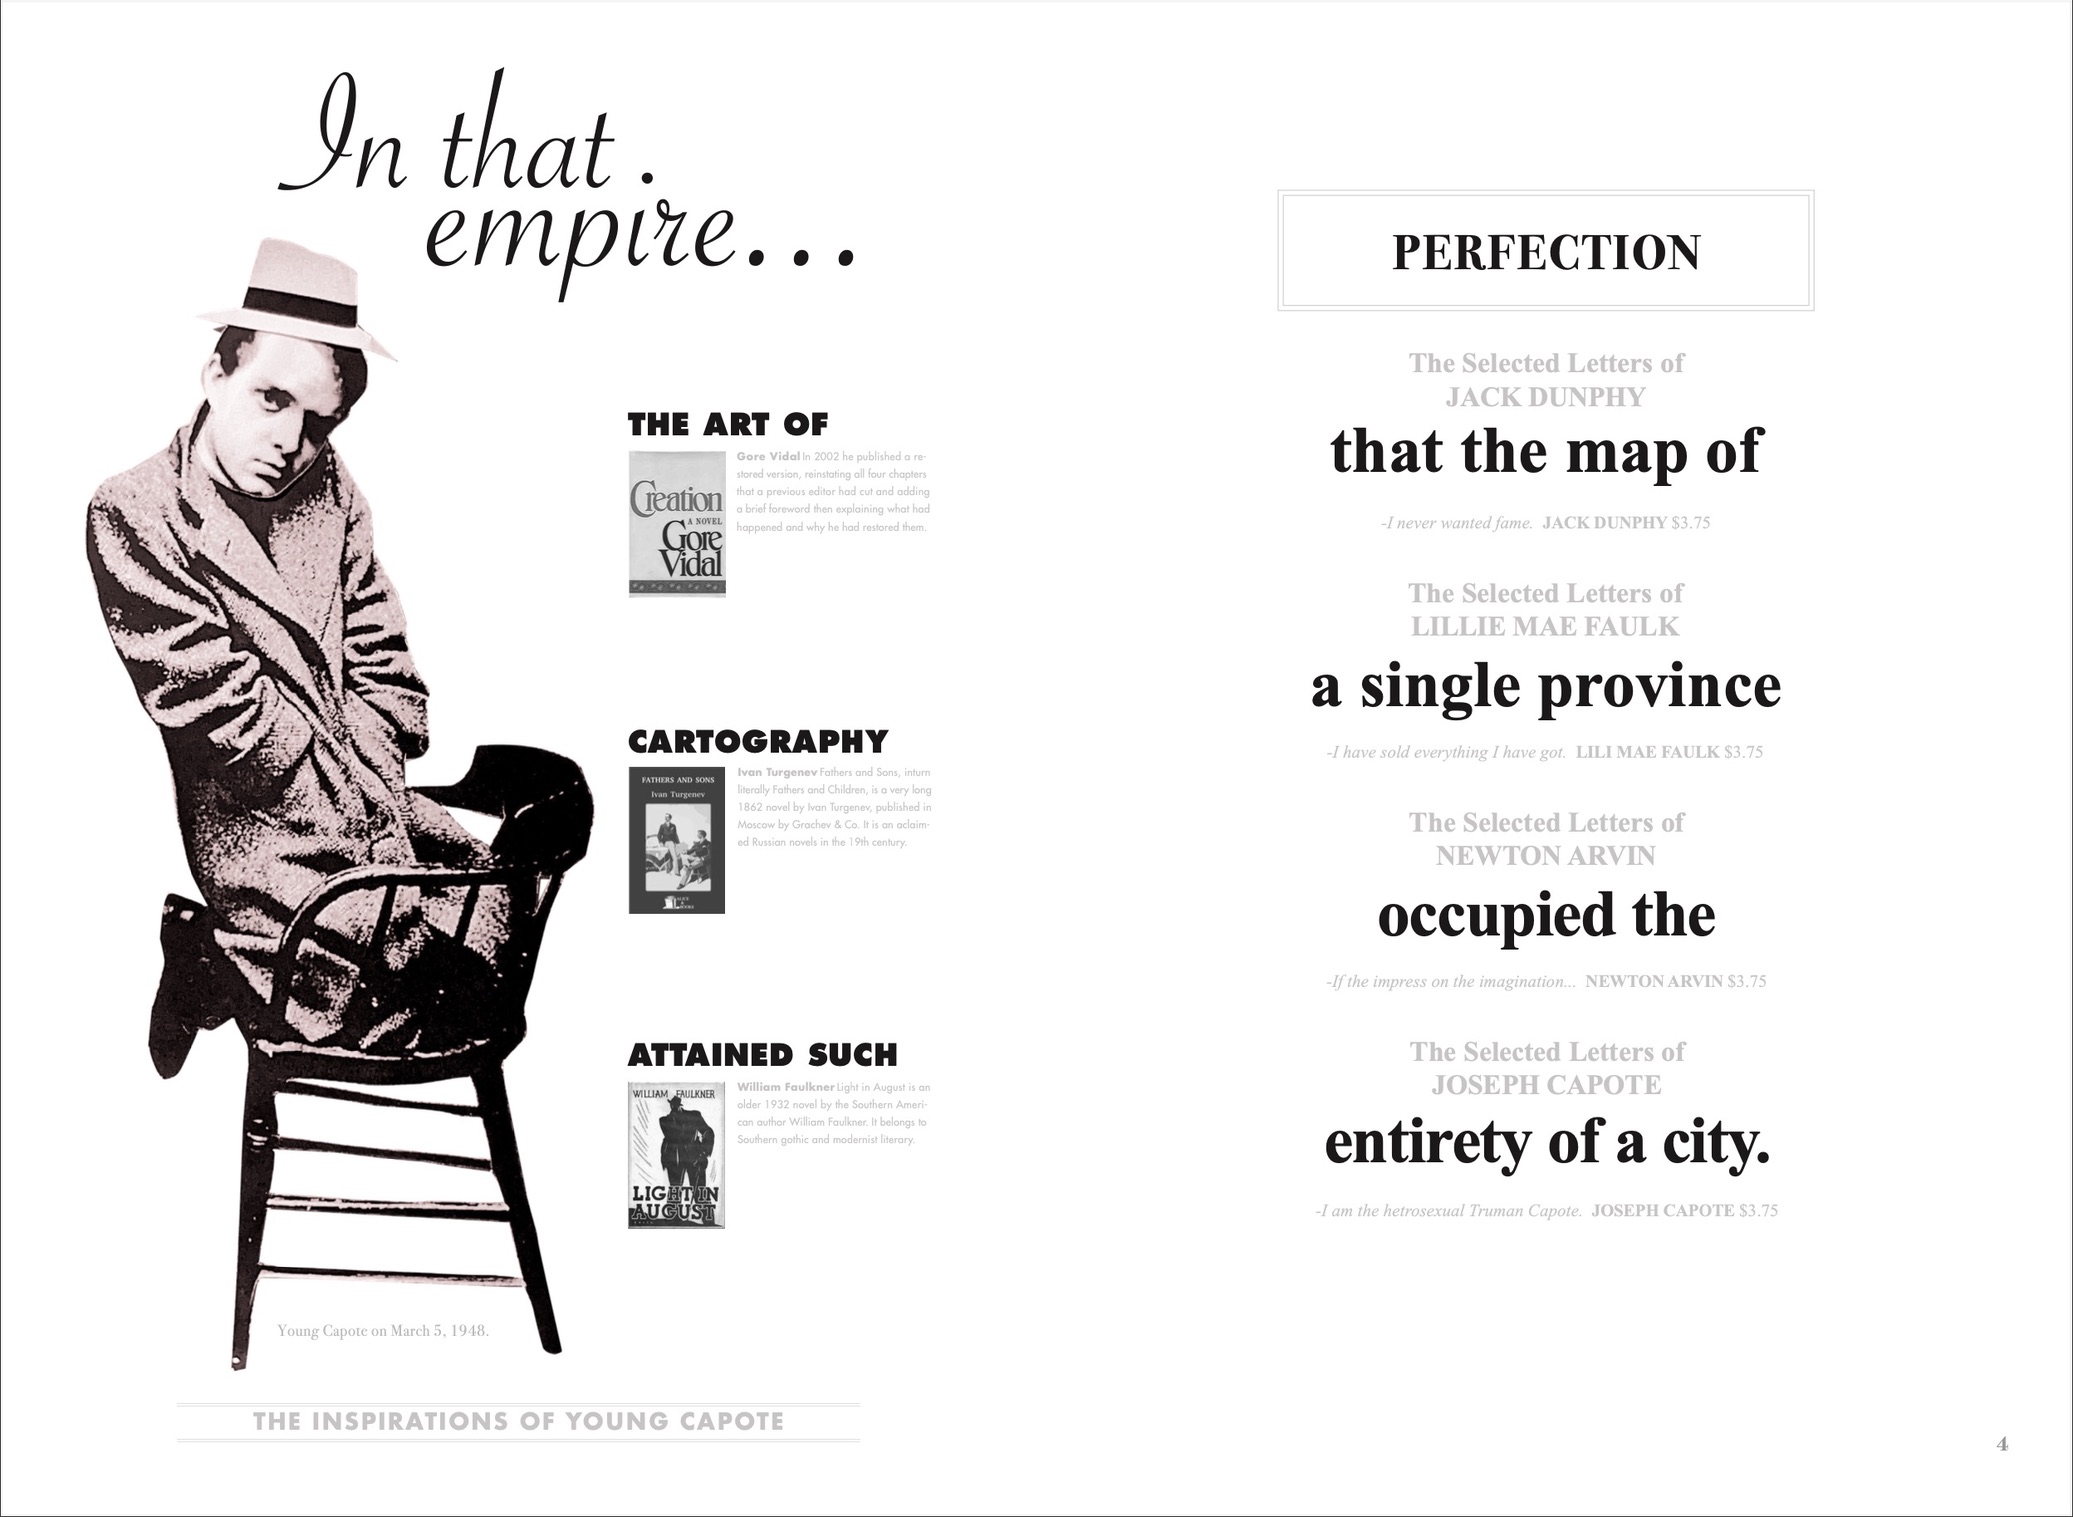 In that .
empire...
THE ART OF
Creation
A NOVEL
Gore
Vidal
Gore Vidal In 2002 he published a re-
stored version, reinstating all four chapters
that a previous editor had cut and adding
a brief foreword then explaining what had
happened and why he had restored them.
CARTOGRAPHY
FATHERS AND SONS
Ivan Turgenev
Ivan Turgenev Fathers and Sons, inturn
literally Fathers and Children, is a very long
1862 novel by Ivan Turgenev, published in
Moscow by Grachev & Co. It is an aclaim-
ed Russian novels in the 19th century.
ATTAINED SUCH
WILLIAM FAULKNER
LIGHT IN
AUGUST
William Faulkner Light in August is an
older 1932 novel by the Southern Ameri-
can author William Faulkner. It belongs to
Southern gothic and modernist literary.
Young Capote on March 5, 1948.
THE INSPIRATIONS OF YOUNG CAPOTE
PERFECTION
The Selected Letters of
JACK DUNPHY
that the map of
-I never wanted fame. JACK DUNPHY $3.75
The Selected Letters of
LILLIE MAE FAULK
a single province
-I have sold everything I have got. LILI MAE FAULK $3.75
The Selected Letters of
NEWTON ARVIN
occupied the
-If the impress on the imagination... NEWTON ARVIN $3.75
The Selected Letters of
JOSEPH CAPOTE
entirety of a city.
-I am the hetrosexual Truman Capote. JOSEPH CAPOTE $3.75
4